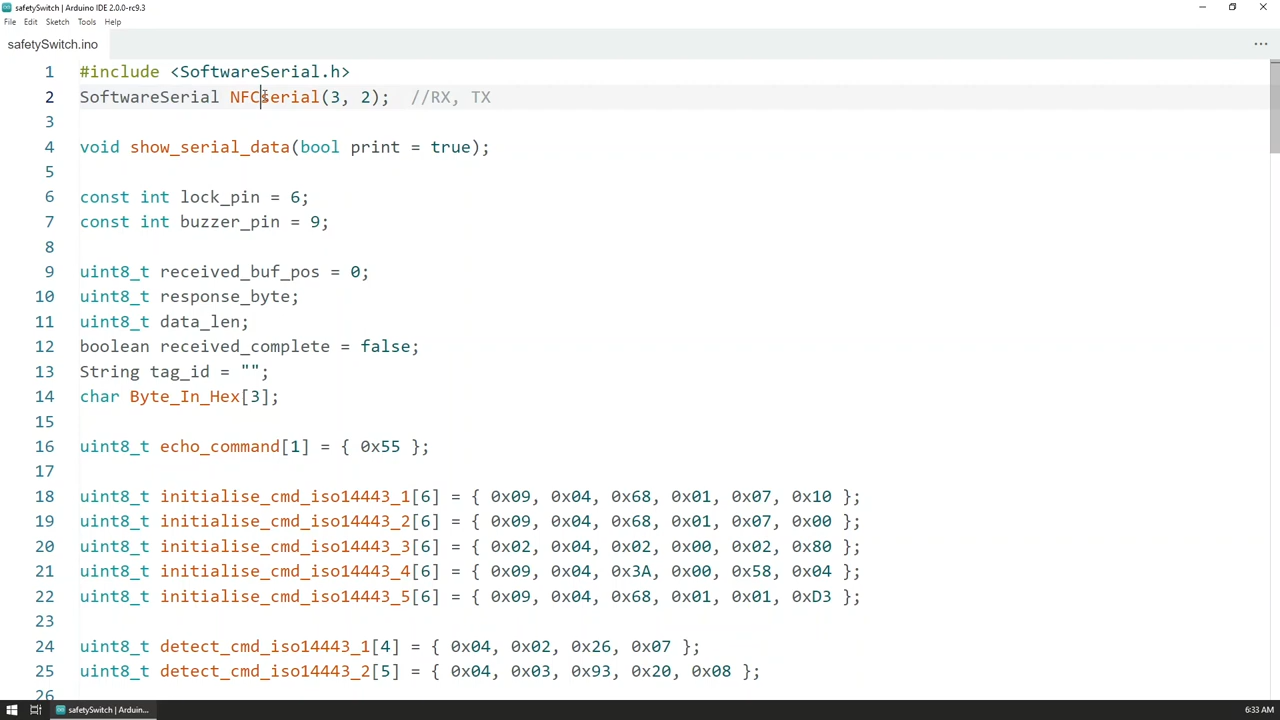 safetySwitch | Arduino IDE 2.0.0-rc9.3
File Edit Sketch Tools Help
safetySwitch.ino
1 #include <SoftwareSerial.h>
2 SoftwareSerial NFCSerial(3, 2);  //RX, TX
3
4 void show_serial_data(bool print = true);
5
6 const int lock_pin = 6;
7 const int buzzer_pin = 9;
8
9 uint8_t received_buf_pos = 0;
10 uint8_t response_byte;
11 uint8_t data_len;
12 boolean received_complete = false;
13 String tag_id = "";
14 char Byte_In_Hex[3];
15
16 uint8_t echo_command[1] = { 0x55 };
17
18 uint8_t initialise_cmd_iso14443_1[6] = { 0x09, 0x04, 0x68, 0x01, 0x07, 0x10 };
19 uint8_t initialise_cmd_iso14443_2[6] = { 0x09, 0x04, 0x68, 0x01, 0x07, 0x00 };
20 uint8_t initialise_cmd_iso14443_3[6] = { 0x02, 0x04, 0x02, 0x00, 0x02, 0x80 };
21 uint8_t initialise_cmd_iso14443_4[6] = { 0x09, 0x04, 0x3A, 0x00, 0x58, 0x04 };
22 uint8_t initialise_cmd_iso14443_5[6] = { 0x09, 0x04, 0x68, 0x01, 0x01, 0xD3 };
23
24 uint8_t detect_cmd_iso14443_1[4] = { 0x04, 0x02, 0x26, 0x07 };
25 uint8_t detect_cmd_iso14443_2[5] = { 0x04, 0x03, 0x93, 0x20, 0x08 };
26
safetySwitch | Arduin...
6:33 AM